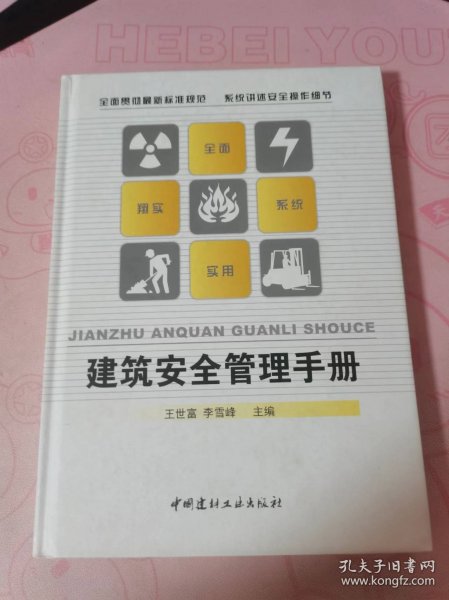 HEBEI YOU
全面贯彻最新标准规范 系统讲述安全操作细节
全面
翔实
系统
实用
JIANZHU ANQUAN GUANLI SHOUCE
建筑安全管理手册
王世富 李雪峰 主编
中国建材工业出版社
孔夫子旧书网
www.kongfz.com